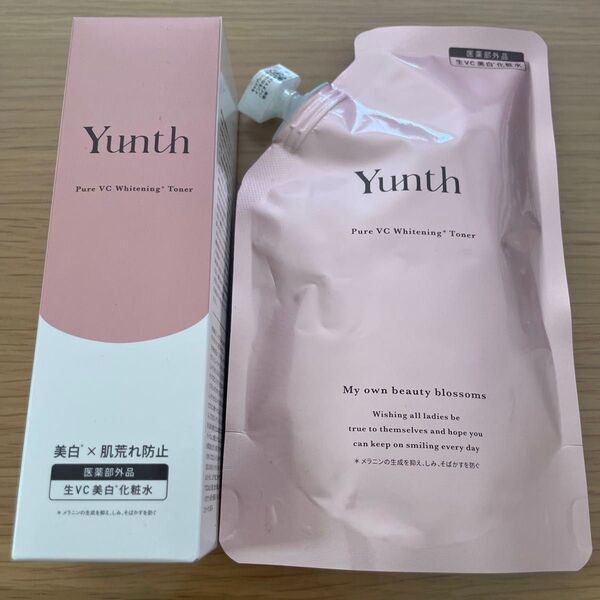 Yunth
Pure VC Whitening* Toner
美白*×肌荒れ防止
医薬部外品
生VC美白*化粧水
＊メラニンの生成を抑え、しみ、そばかすを防ぐ
医薬部外品
生VC美白*化粧水
Yunth
Pure VC Whitening* Toner
My own beauty blossoms
Wishing all ladies be
true to themselves and hope you
can keep on smiling every day
＊メラニンの生成を抑え、しみ、そばかすを防ぐ